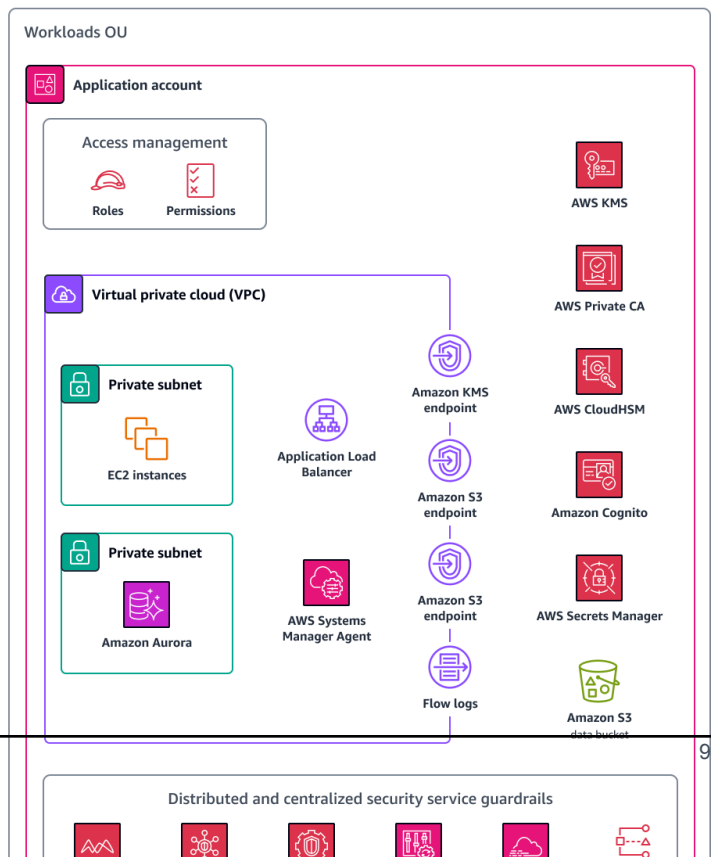 Workloads OU
Application account
Access management
Roles
Permissions
AWS KMS
AWS Private CA
Virtual private cloud (VPC)
Private subnet
EC2 instances
Application Load
Balancer
Amazon KMS
endpoint
AWS CloudHSM
Amazon S3
endpoint
Amazon Cognito
Private subnet
Amazon Aurora
AWS Systems
Manager Agent
Amazon S3
endpoint
AWS Secrets Manager
Flow logs
Amazon S3
data bucket
9
Distributed and centralized security service guardrails